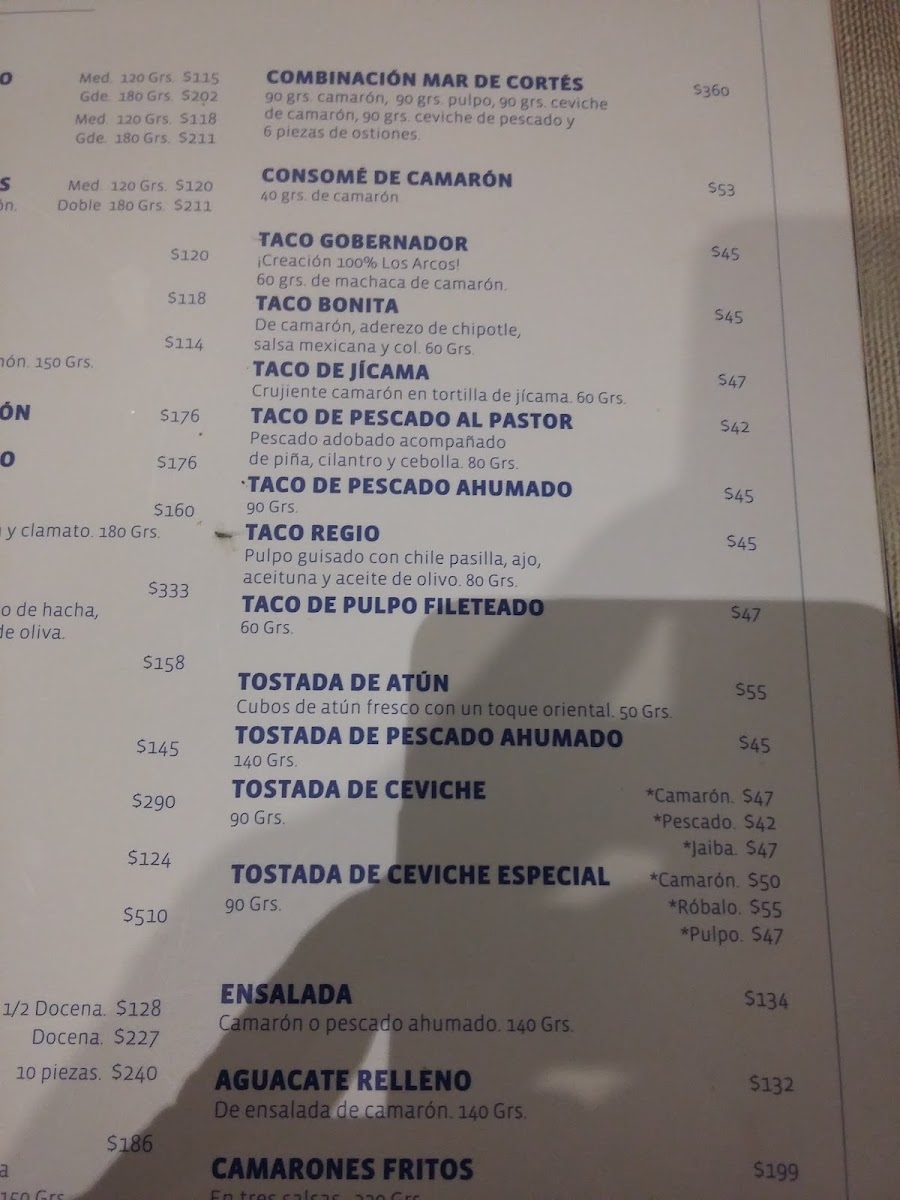 O
Med. 120 Grs. $115
Gde. 180 Grs. $202
Med. 120 Grs. $118
Gde. 180 Grs. $211
S
Med. 120 Grs. $120
ón.
Doble 180 Grs. $211
$120
$118
$114
món. 150 Grs.
ÓN
$176
O
$176
$160
y clamato. 180 Grs.
$333
o de hacha,
de oliva.
$158
$145
$290
$124
$510
1/2 Docena. $128
Docena. $227
10 piezas. $240
$186
a
150 Grs.
COMBINACIÓN MAR DE CORTÉS $360
90 grs. camarón, 90 grs. pulpo, 90 grs. ceviche
de camarón, 90 grs. ceviche de pescado y
6 piezas de ostiones.
CONSOMÉ DE CAMARÓN $53
40 grs. de camarón
TACO GOBERNADOR $45
¡Creación 100% Los Arcos!
60 grs. de machaca de camarón.
TACO BONITA $45
De camarón, aderezo de chipotle,
salsa mexicana y col. 60 Grs.
TACO DE JÍCAMA $47
Crujiente camarón en tortilla de jícama. 60 Grs.
TACO DE PESCADO AL PASTOR $42
Pescado adobado acompañado
de piña, cilantro y cebolla. 80 Grs.
TACO DE PESCADO AHUMADO $45
90 Grs.
TACO REGIO $45
Pulpo guisado con chile pasilla, ajo,
aceituna y aceite de olivo. 80 Grs.
TACO DE PULPO FILETEADO $47
60 Grs.
TOSTADA DE ATÚN $55
Cubos de atún fresco con un toque oriental. 50 Grs.
TOSTADA DE PESCADO AHUMADO $45
140 Grs.
TOSTADA DE CEVICHE *Camarón. $47
90 Grs. *Pescado. $42
*Jaiba. $47
TOSTADA DE CEVICHE ESPECIAL *Camarón. $50
90 Grs. *Róbalo. $55
*Pulpo. $47
ENSALADA $134
Camarón o pescado ahumado. 140 Grs.
AGUACATE RELLENO $132
De ensalada de camarón. 140 Grs.
CAMARONES FRITOS $199
En tres salsas. 220 Grs.